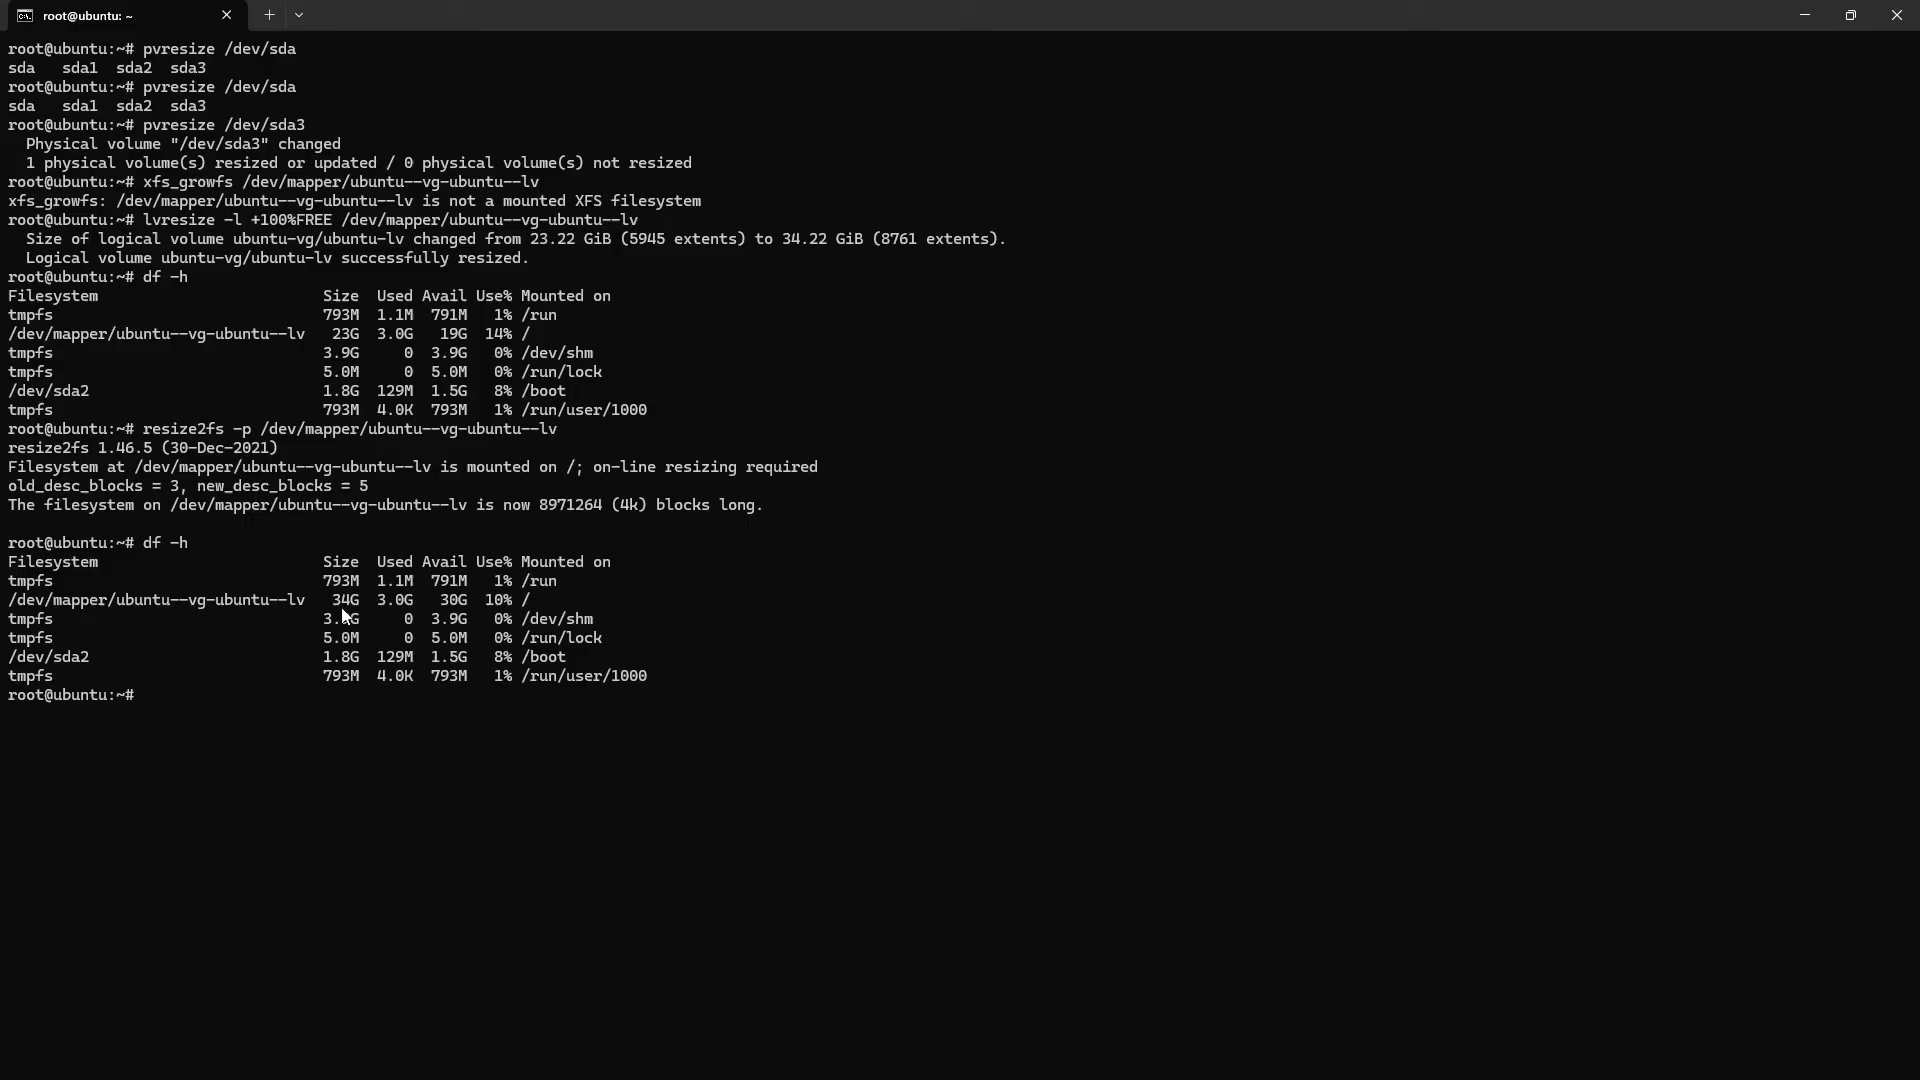 root@ubuntu: ~
root@ubuntu:~# pvresize /dev/sda
sda   sda1  sda2  sda3
root@ubuntu:~# pvresize /dev/sda
sda   sda1  sda2  sda3
root@ubuntu:~# pvresize /dev/sda3
  Physical volume "/dev/sda3" changed
  1 physical volume(s) resized or updated / 0 physical volume(s) not resized
root@ubuntu:~# xfs_growfs /dev/mapper/ubuntu--vg-ubuntu--lv
xfs_growfs: /dev/mapper/ubuntu--vg-ubuntu--lv is not a mounted XFS filesystem
root@ubuntu:~# lvresize -l +100%FREE /dev/mapper/ubuntu--vg-ubuntu--lv
  Size of logical volume ubuntu-vg/ubuntu-lv changed from 23.22 GiB (5945 extents) to 34.22 GiB (8761 extents).
  Logical volume ubuntu-vg/ubuntu-lv successfully resized.
root@ubuntu:~# df -h
Filesystem                         Size  Used Avail Use% Mounted on
tmpfs                              793M  1.1M  791M   1% /run
/dev/mapper/ubuntu--vg-ubuntu--lv   23G  3.0G   19G  14% /
tmpfs                              3.9G     0  3.9G   0% /dev/shm
tmpfs                              5.0M     0  5.0M   0% /run/lock
/dev/sda2                          1.8G  129M  1.5G   8% /boot
tmpfs                              793M  4.0K  793M   1% /run/user/1000
root@ubuntu:~# resize2fs -p /dev/mapper/ubuntu--vg-ubuntu--lv
resize2fs 1.46.5 (30-Dec-2021)
Filesystem at /dev/mapper/ubuntu--vg-ubuntu--lv is mounted on /; on-line resizing required
old_desc_blocks = 3, new_desc_blocks = 5
The filesystem on /dev/mapper/ubuntu--vg-ubuntu--lv is now 8971264 (4k) blocks long.
root@ubuntu:~# df -h
Filesystem                         Size  Used Avail Use% Mounted on
tmpfs                              793M  1.1M  791M   1% /run
/dev/mapper/ubuntu--vg-ubuntu--lv   34G  3.0G   30G  10% /
tmpfs                              3.9G     0  3.9G   0% /dev/shm
tmpfs                              5.0M     0  5.0M   0% /run/lock
/dev/sda2                          1.8G  129M  1.5G   8% /boot
tmpfs                              793M  4.0K  793M   1% /run/user/1000
root@ubuntu:~#